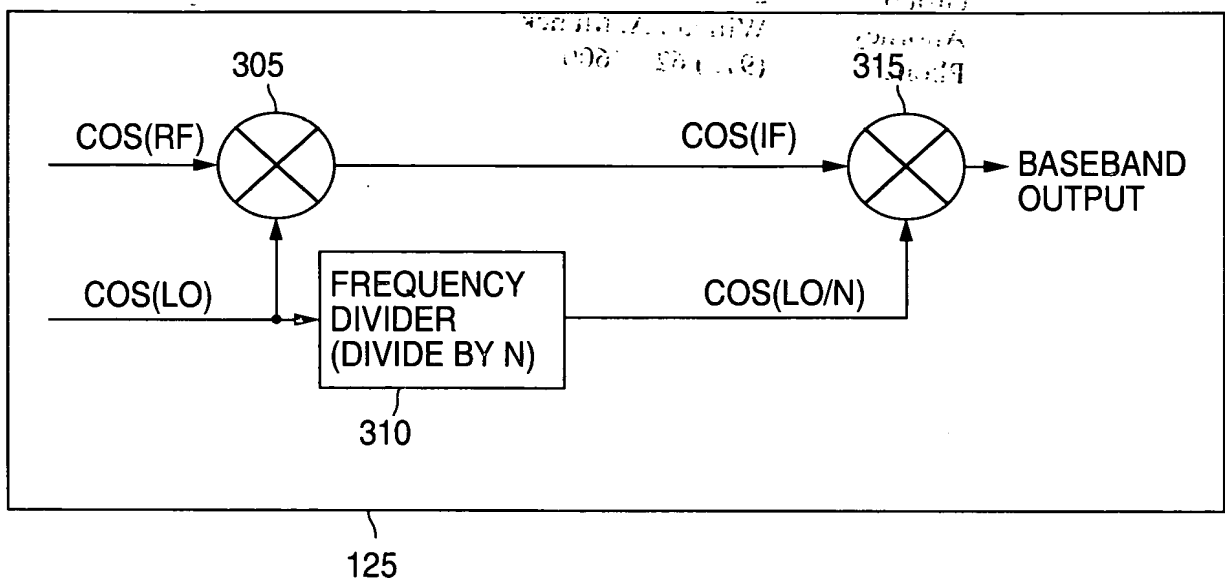 305
315
COS(RF)
COS(IF)
BASEBAND
OUTPUT
COS(LO)
FREQUENCY
DIVIDER
(DIVIDE BY N)
COS(LO/N)
310
125